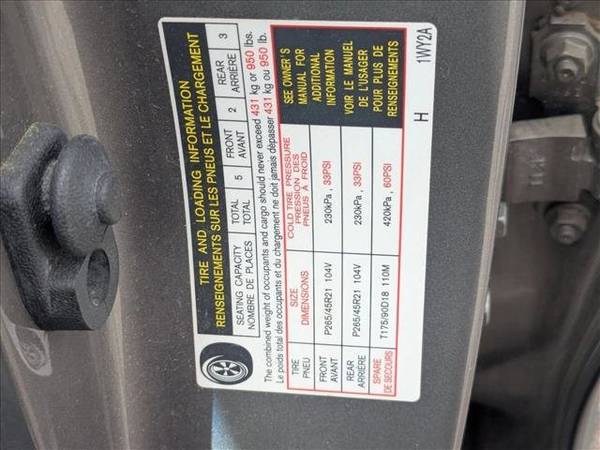 TIRE AND LOADING INFORMATION
RENSEIGNEMENTS SUR LES PNEUS ET LE CHARGEMENT
SEATING CAPACITY TOTAL 5 FRONT 2 REAR 3
NOMBRE DE PLACES TOTAL AVANT ARRIÈRE
The combined weight of occupants and cargo should never exceed 431 kg or 950 lbs.
Le poids total des occupants et du chargement ne doit jamais dépasser 431 kg ou 950 lb.
TIRE SIZE COLD TIRE PRESSURE
PNEU DIMENSIONS PRESSION DES PNEUS À FROID
FRONT P265/45R21 104V 230kPa, 33PSI
AVANT
REAR P265/45R21 104V 230kPa, 33PSI
ARRIÈRE
SPARE T175/90D18 110M 420kPa, 60PSI
DE SECOURS
SEE OWNER'S
MANUAL FOR
ADDITIONAL
INFORMATION
VOIR LE MANUEL
DE L'USAGER
POUR PLUS DE
RENSEIGNEMENTS
H 1WY2A